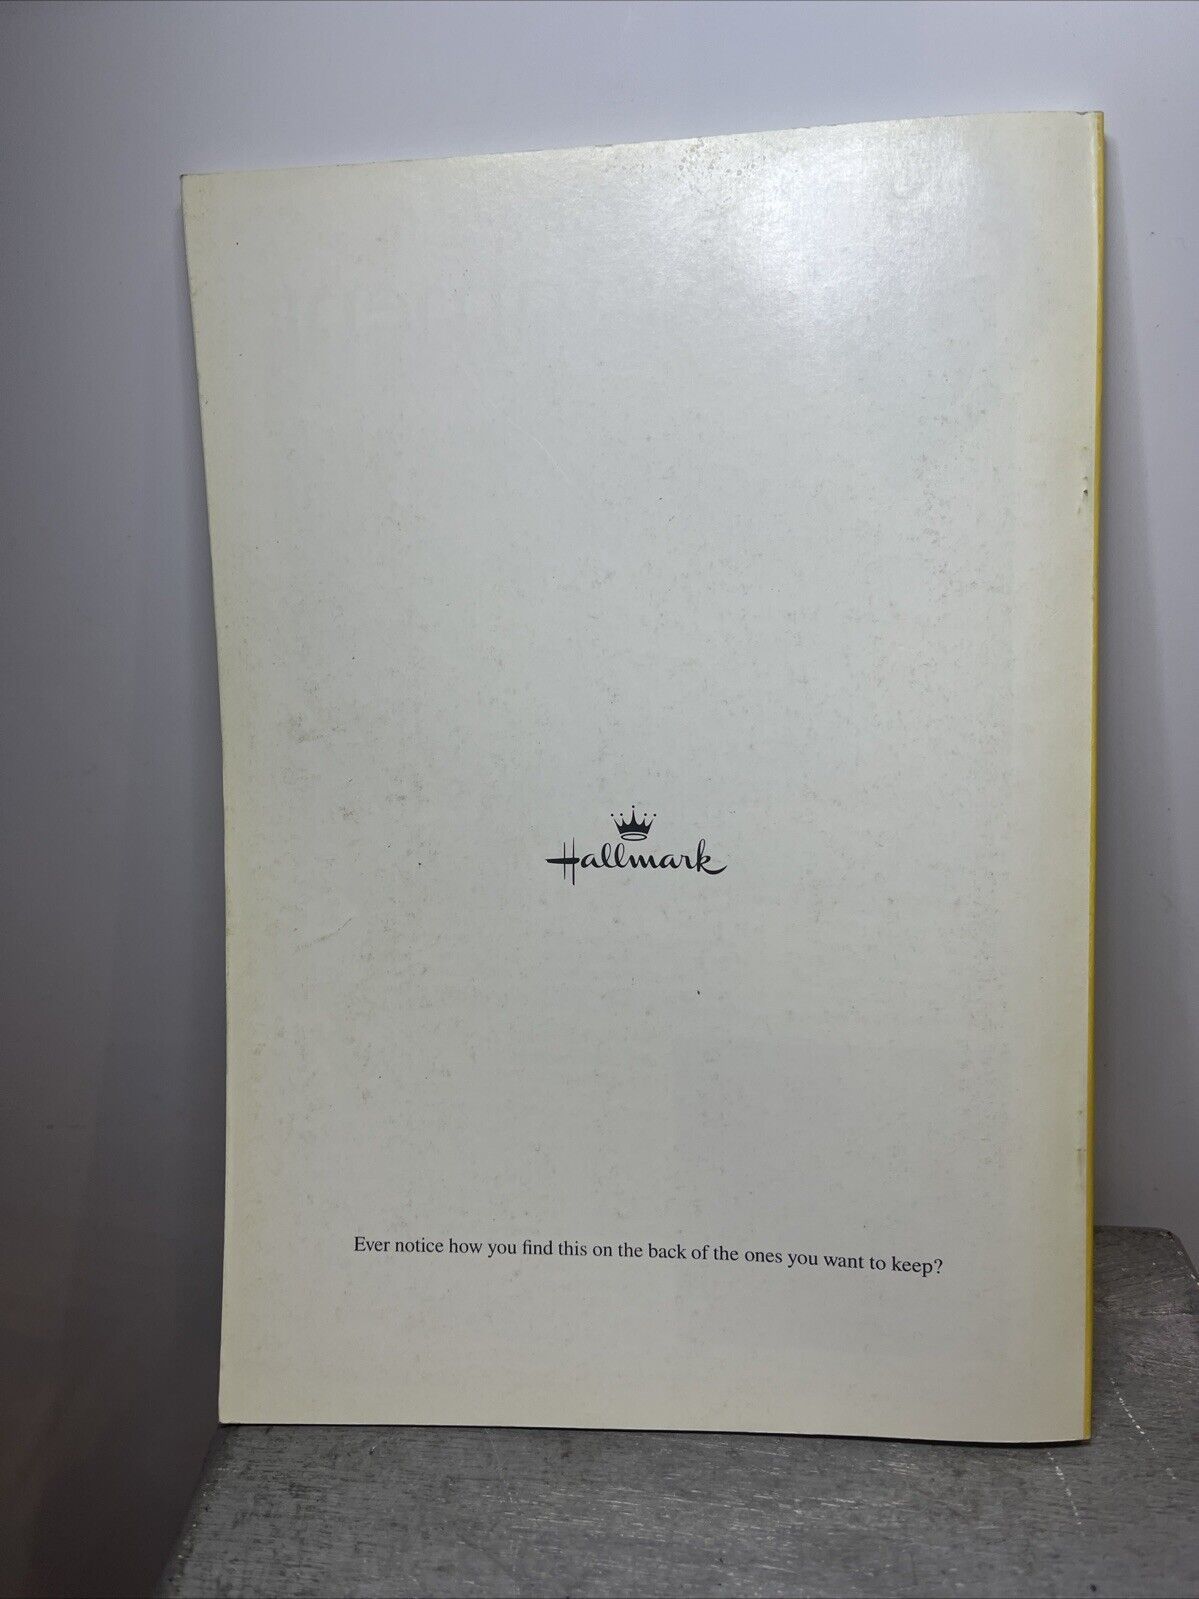 Hallmark
Ever notice how you find this on the back of the ones you want to keep?